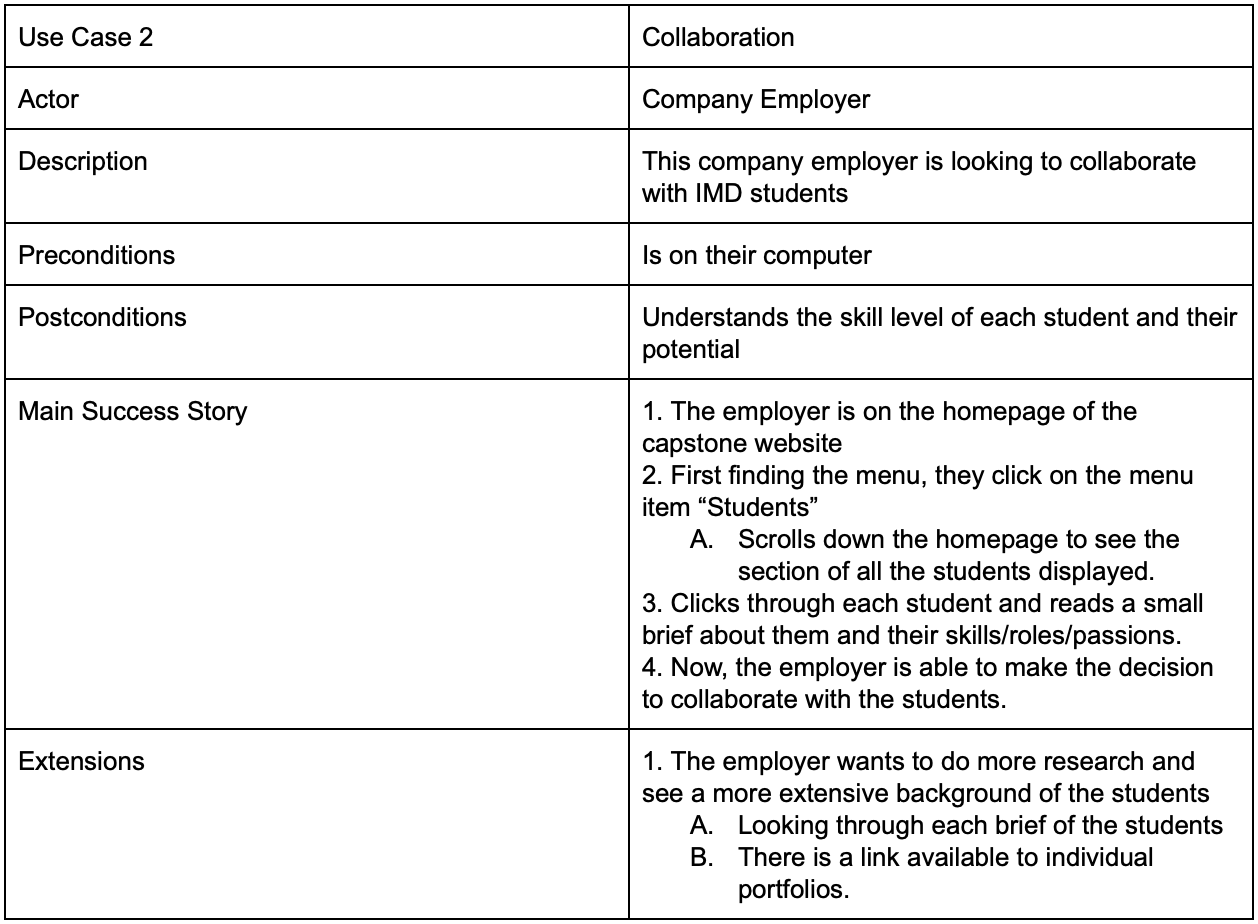 Use Case 2
Collaboration
Actor
Company Employer
Description
This company employer is looking to collaborate
with IMD students
Preconditions
Is on their computer
Postconditions
Understands the skill level of each student and their
potential
Main Success Story
1. The employer is on the homepage of the
capstone website
2. First finding the menu, they click on the menu
item “Students”
A. Scrolls down the homepage to see the
section of all the students displayed.
3. Clicks through each student and reads a small
brief about them and their skills/roles/passions.
4. Now, the employer is able to make the decision
to collaborate with the students.
Extensions
1. The employer wants to do more research and
see a more extensive background of the students
A. Looking through each brief of the students
B. There is a link available to individual
portfolios.